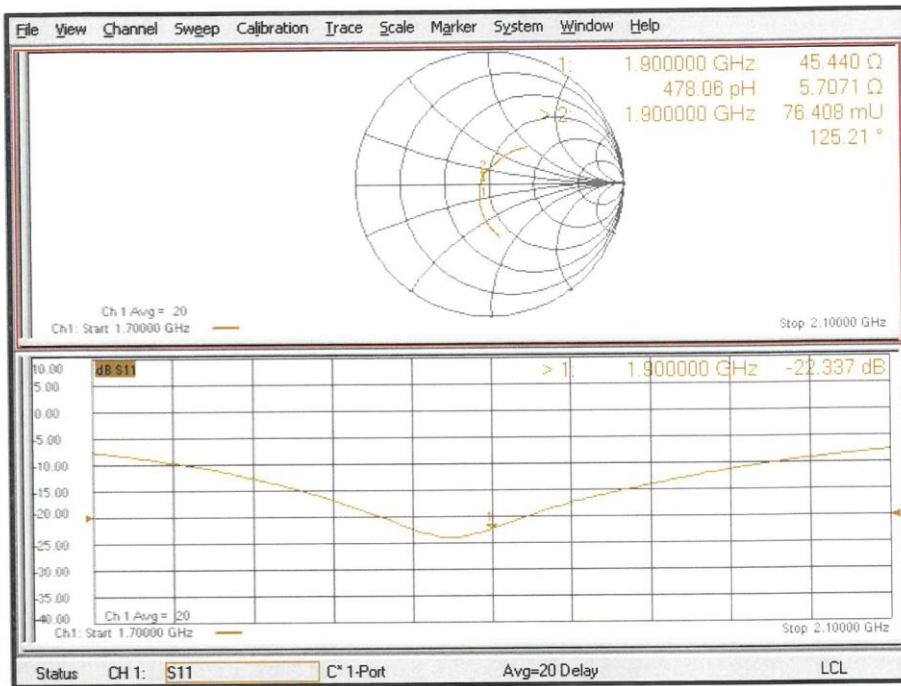 File View Channel Sweep Calibration Trace Scale Marker System Window Help
1: 1.900000 GHz 45.440 Ω
478.06 pH 5.7071 Ω
> 2: 1.900000 GHz 76.408 mU
125.21 °
2
1
Ch 1 Avg = 20
Ch1: Start 1.70000 GHz
Stop 2.10000 GHz
10.00
dB S11
> 1: 1.900000 GHz -22.337 dB
5.00
0.00
-5.00
-10.00
-15.00
-20.00
1
-25.00
-30.00
-35.00
-40.00
Ch 1 Avg = 20
Ch1: Start 1.70000 GHz
Stop 2.10000 GHz
Status CH 1: S11 C* 1-Port Avg=20 Delay LCL